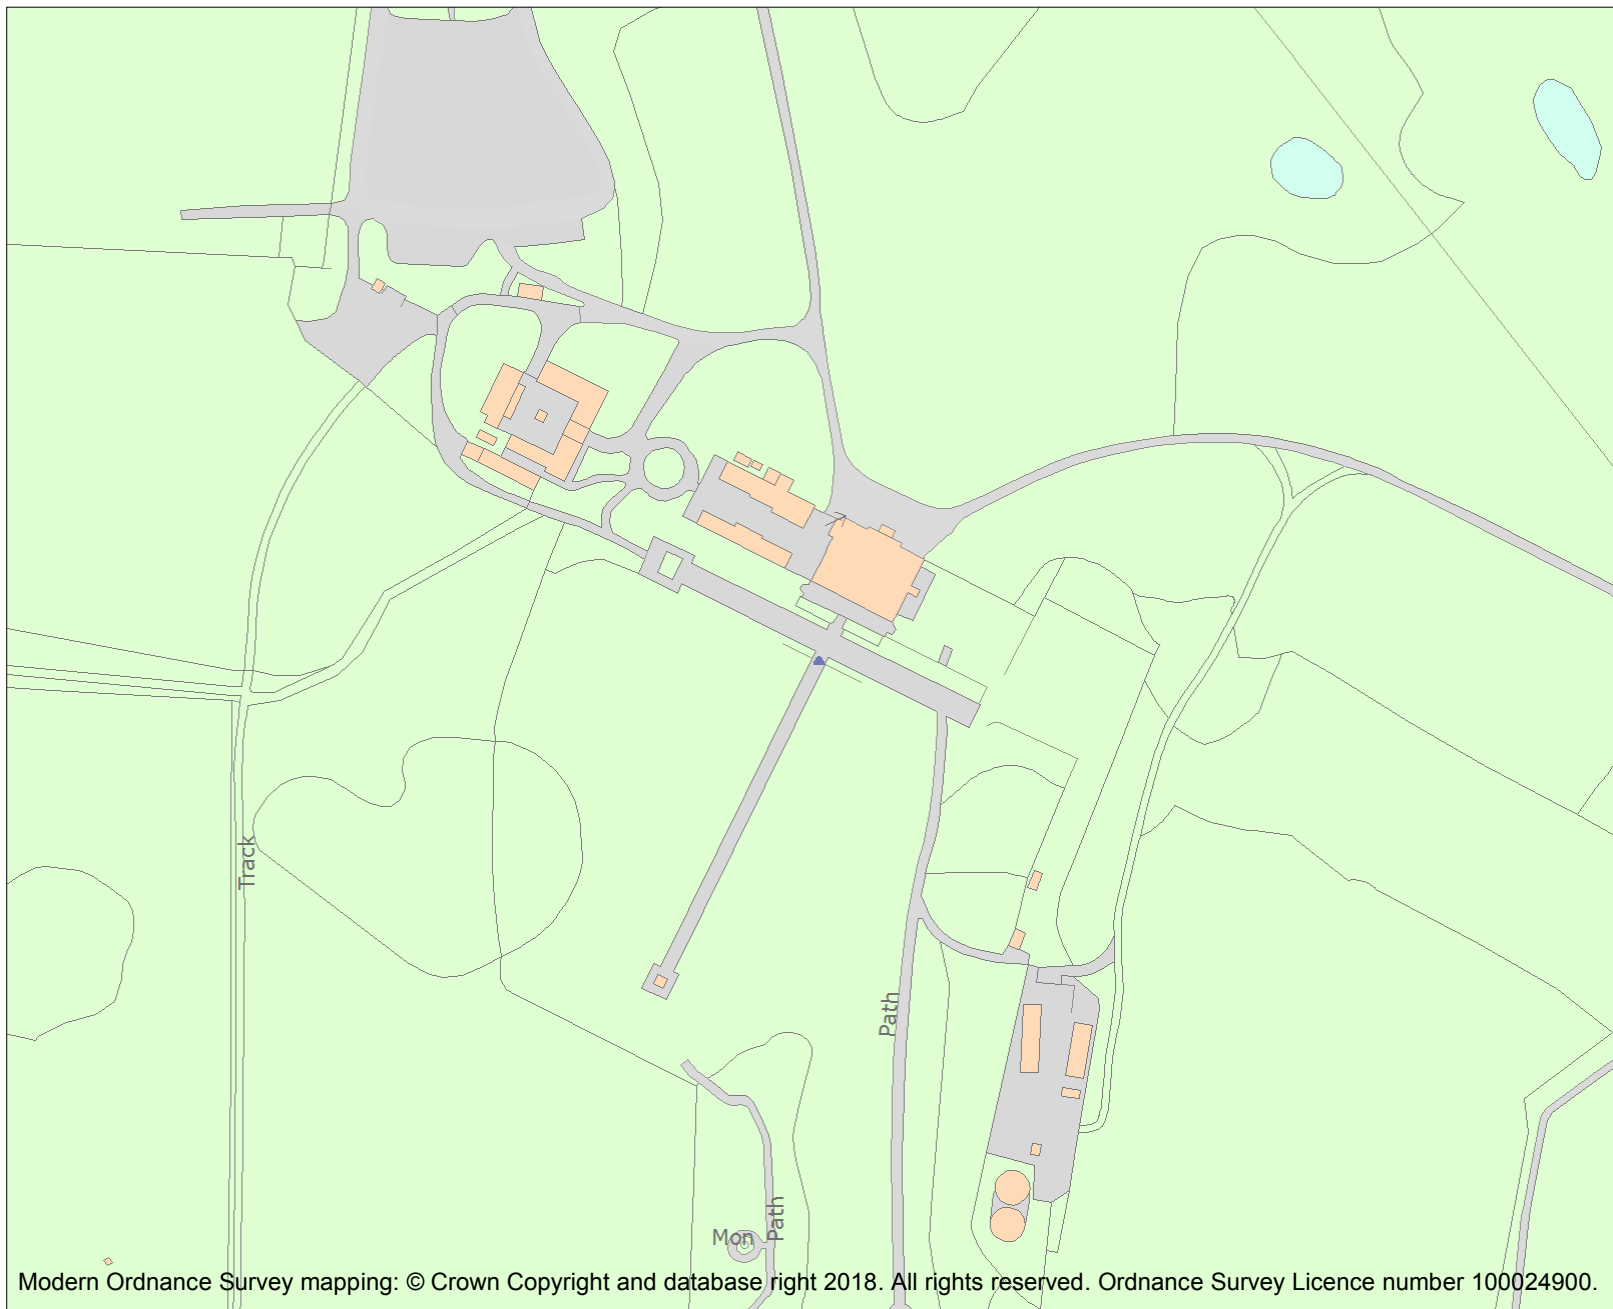 Track
Path
Path
Mon
Modern Ordnance Survey mapping: © Crown Copyright and database right 2018. All rights reserved. Ordnance Survey Licence number 100024900.